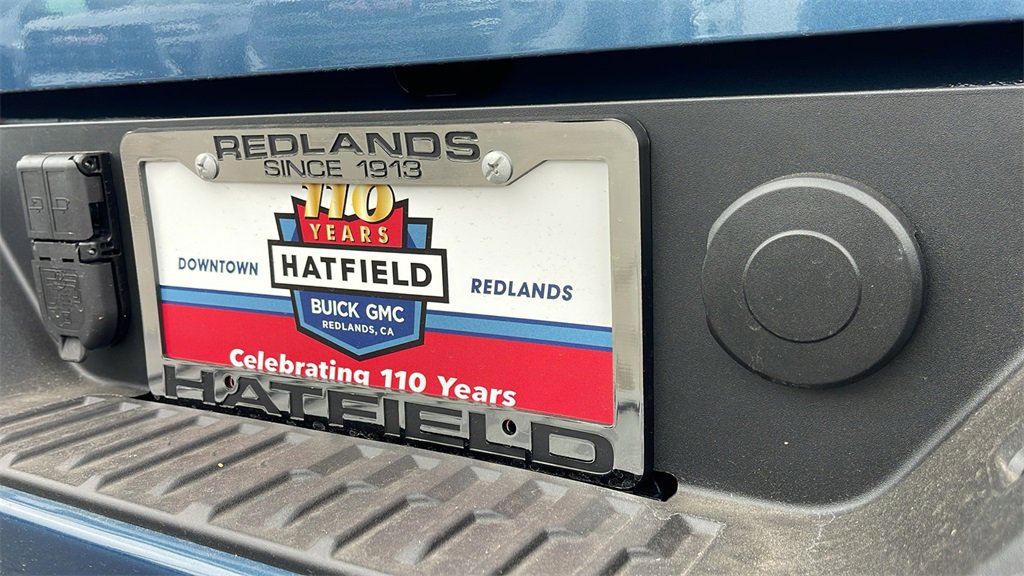 REDLANDS
SINCE 1913
110
YEARS
DOWNTOWN HATFIELD REDLANDS
BUICK GMC
REDLANDS, CA
Celebrating 110 Years
HATFIELD